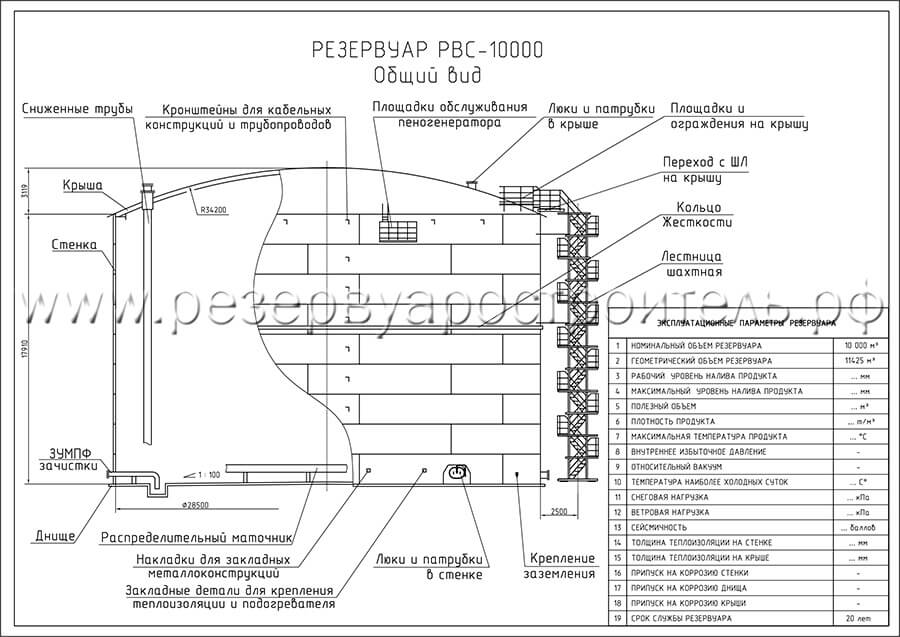 РЕЗЕРВУАР РВС-10000
Общий вид
Сниженные трубы
Кронштейны для кабельных
конструкций и трубопроводов
Площадки обслуживания
пеногенератора
Люки и патрубки
в крыше
Площадки и
ограждения на крышу
Переход с ШЛ
на крышу
Кольцо
Жесткости
Лестница
шахтная
Крыша
Стенка
3119
R34200
17910
www.резервуаростроитель.рф
ЗУМПФ
зачистки
1:100
⌀28500
2500
Днище
Распределительный маточник
Накладки для закладных
металлоконструкций
Закладные детали для крепления
теплоизоляции и подогревателя
Люки и патрубки
в стенке
Крепление
заземления
ЭКСПЛУАТАЦИОННЫЕ ПАРАМЕТРЫ РЕЗЕРВУАРА
1 НОМИНАЛЬНЫЙ ОБЪЕМ РЕЗЕРВУАРА 10 000 м³
2 ГЕОМЕТРИЧЕСКИЙ ОБЪЕМ РЕЗЕРВУАРА 11425 м³
3 РАБОЧИЙ УРОВЕНЬ НАЛИВА ПРОДУКТА ... мм
4 МАКСИМАЛЬНЫЙ УРОВЕНЬ НАЛИВА ПРОДУКТА ... мм
5 ПОЛЕЗНЫЙ ОБЪЕМ ... м³
6 ПЛОТНОСТЬ ПРОДУКТА ... т/м³
7 МАКСИМАЛЬНАЯ ТЕМПЕРАТУРА ПРОДУКТА ... °С
8 ВНУТРЕННЕЕ ИЗБЫТОЧНОЕ ДАВЛЕНИЕ -
9 ОТНОСИТЕЛЬНЫЙ ВАКУУМ -
10 ТЕМПЕРАТУРА НАИБОЛЕЕ ХОЛОДНЫХ СУТОК ... С°
11 СНЕГОВАЯ НАГРУЗКА ... кПа
12 ВЕТРОВАЯ НАГРУЗКА ... кПа
13 СЕЙСМИЧНОСТЬ ... баллов
14 ТОЛЩИНА ТЕПЛОИЗОЛЯЦИИ НА СТЕНКЕ ... мм
15 ТОЛЩИНА ТЕПЛОИЗОЛЯЦИИ НА КРЫШЕ ... мм
16 ПРИПУСК НА КОРРОЗИЮ СТЕНКИ -
17 ПРИПУСК НА КОРРОЗИЮ ДНИЩА -
18 ПРИПУСК НА КОРРОЗИЮ КРЫШИ -
19 СРОК СЛУЖБЫ РЕЗЕРВУАРА 20 лет